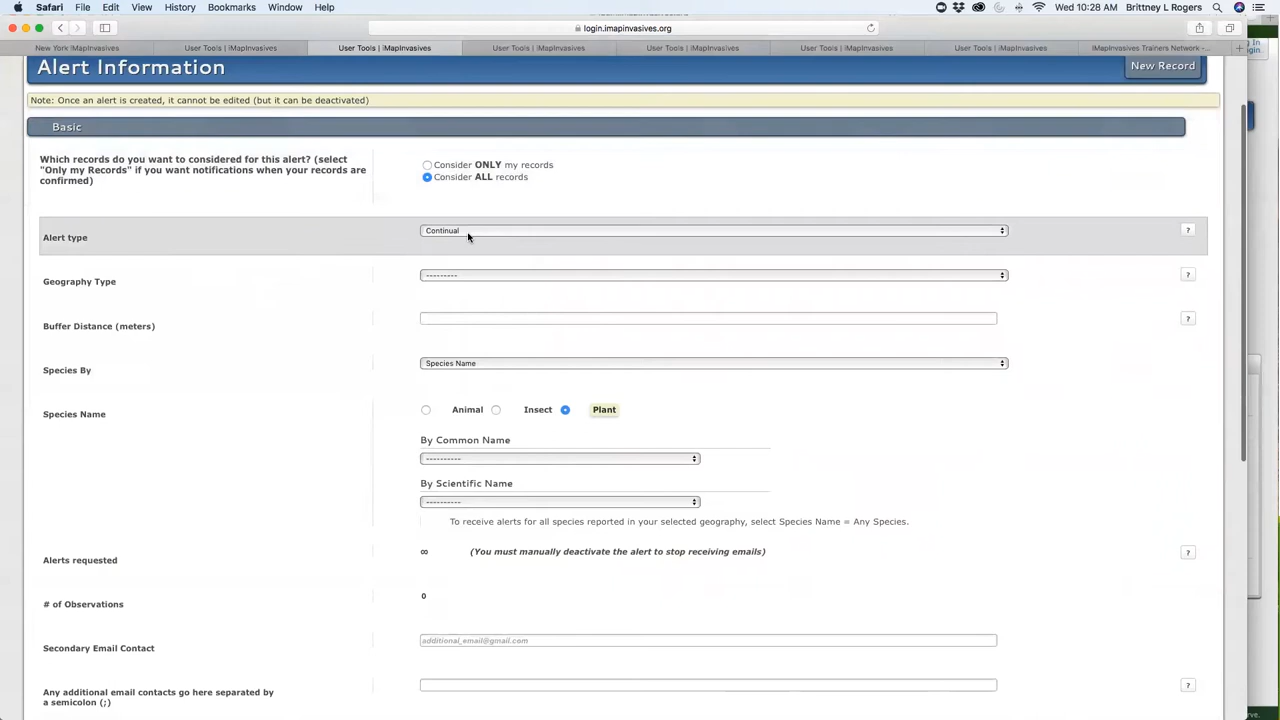 Safari File Edit View History Bookmarks Window Help
Wed 10:28 AM Britney L Rogers
login.imapinvasives.org
New York iMapInvasives
User Tools | iMapInvasives
User Tools | iMapInvasives
User Tools | iMapInvasives
User Tools | iMapInvasives
User Tools | iMapInvasives
User Tools | iMapInvasives
iMapInvasives Trainers Network -...
Alert Information
New Record
Note: Once an alert is created, it cannot be edited (but it can be deactivated)
Basic
Which records do you want to considered for this alert? (select
"Only my Records" if you want notifications when your records are
confirmed)
Consider ONLY my records
Consider ALL records
Alert type
Continual
?
Geography Type
---------
?
Buffer Distance (meters)
?
Species By
Species Name
Species Name
Animal
Insect
Plant
By Common Name
----------
By Scientific Name
----------
To receive alerts for all species reported in your selected geography, select Species Name = Any Species.
Alerts requested
∞ (You must manually deactivate the alert to stop receiving emails)
?
# of Observations
0
Secondary Email Contact
additional_email@gmail.com
Any additional email contacts go here separated by
a semicolon (;)
?